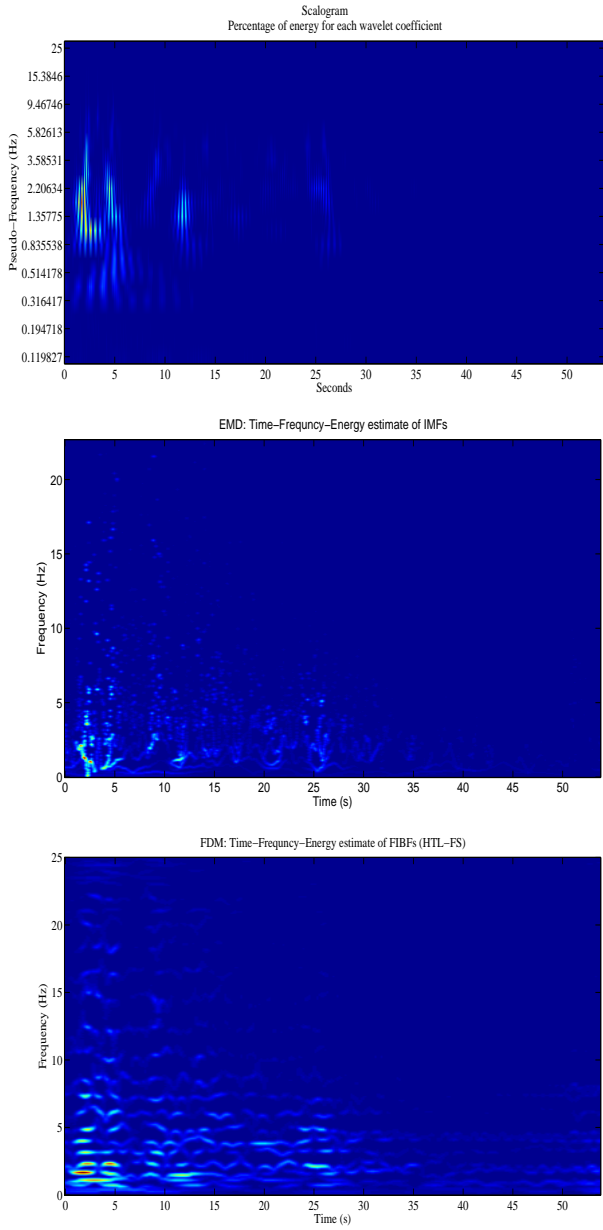 Scalogram
Percentage of energy for each wavelet coefficient
25
15.3846
9.46746
5.82613
3.58531
2.20634
1.35775
0.835538
0.514178
0.316417
0.194718
0.119827
Pseudo−Frequency (Hz)
0 5 10 15 20 25 30 35 40 45 50
Seconds
EMD: Time−Frequncy−Energy estimate of IMFs
20
15
10
5
0
Frequency (Hz)
0 5 10 15 20 25 30 35 40 45 50
Time (s)
FDM: Time−Frequncy−Energy estimate of FIBFs (HTL−FS)
25
20
15
10
5
0
Frequency (Hz)
0 5 10 15 20 25 30 35 40 45 50
Time (s)